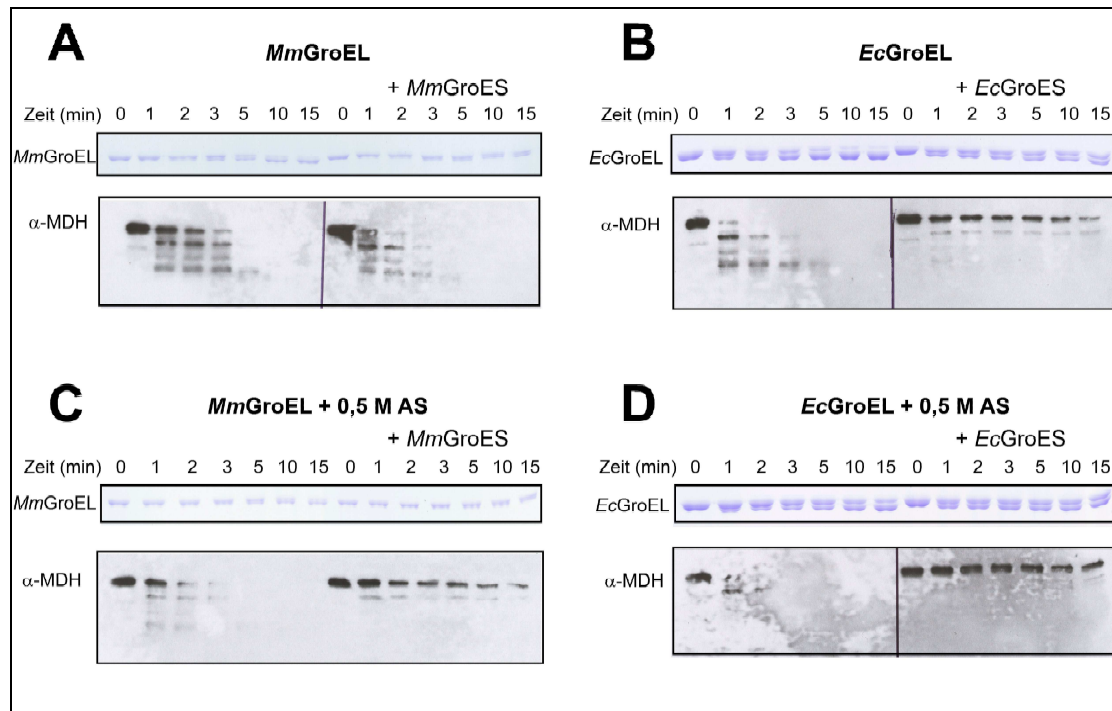 A
MmGroEL
+ MmGroES
Zeit (min) 0 1 2 3 5 10 15 0 1 2 3 5 10 15
MmGroEL
α-MDH
B
EcGroEL
+ EcGroES
Zeit (min) 0 1 2 3 5 10 15 0 1 2 3 5 10 15
EcGroEL
α-MDH
C
MmGroEL + 0,5 M AS
+ MmGroES
Zeit (min) 0 1 2 3 5 10 15 0 1 2 3 5 10 15
MmGroEL
α-MDH
D
EcGroEL + 0,5 M AS
+ EcGroES
Zeit (min) 0 1 2 3 5 10 15 0 1 2 3 5 10 15
EcGroEL
α-MDH